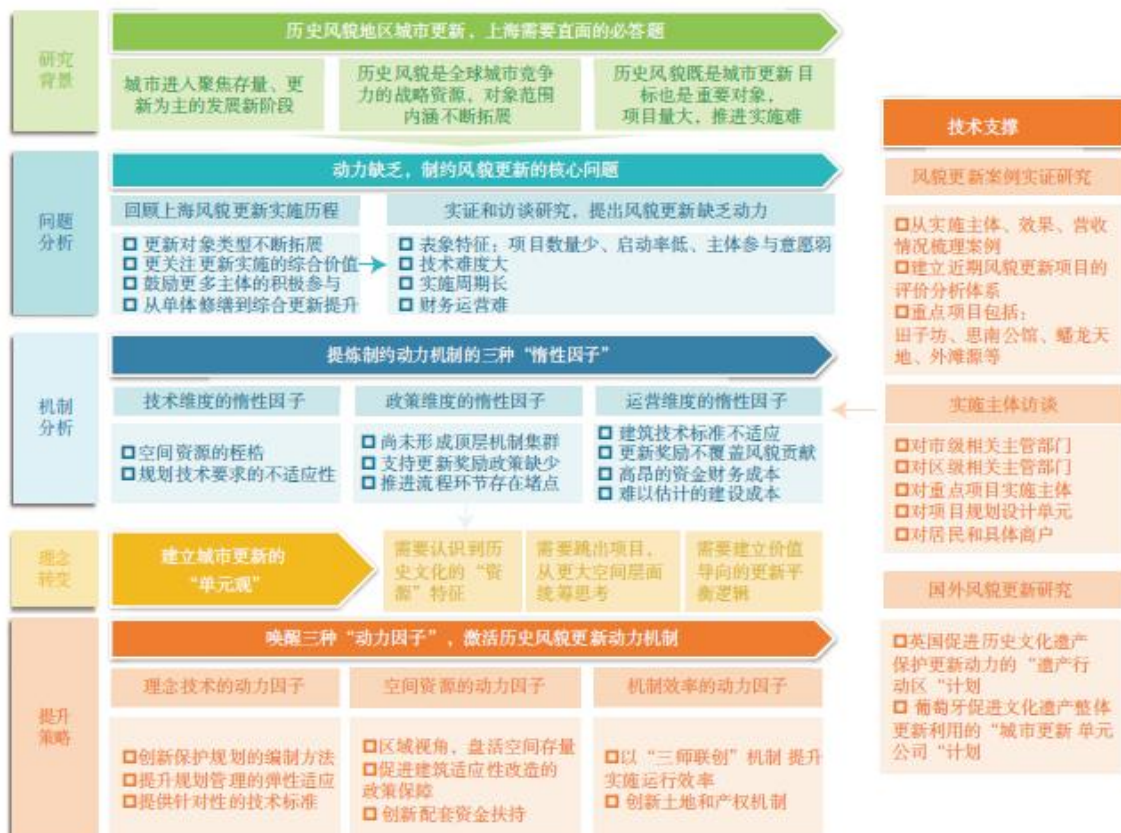 研究
背景
历史风貌地区城市更新，上海需要直面的必答题
城市进入聚焦存量、更
新为主的发展新阶段
历史风貌是全球城市竞争
力的战略资源，对象范围
内涵不断拓展
历史风貌既是城市更新目
标也是重要对象，
项目量大，推进实施难
问题
分析
动力缺乏，制约风貌更新的核心问题
回顾上海风貌更新实施历程
更新对象类型不断拓展
更关注更新实施的综合价值
鼓励更多主体的积极参与
从单体修缮到综合更新提升
实证和访谈研究，提出风貌更新缺乏动力
表象特征：项目数量少、启动率低、主体参与意愿弱
技术难度大
实施周期长
财务运营难
机制
分析
提炼制约动力机制的三种“惰性因子”
技术维度的惰性因子
空间资源的桎梏
规划技术要求的不适应性
政策维度的惰性因子
尚未形成顶层机制集群
支持更新奖励政策缺少
推进流程环节存在堵点
运营维度的惰性因子
建筑技术标准不适应
更新奖励不覆盖风貌贡献
高昂的资金财务成本
难以估计的建设成本
理念
转变
建立城市更新的
“单元观”
需要认识到历
史文化的“资
源”特征
需要跳出项目，
从更大空间层面
统筹思考
需要建立价值
导向的更新平
衡逻辑
提升
策略
唤醒三种“动力因子”，激活历史风貌更新动力机制
理念技术的动力因子
创新保护规划的编制方法
提升规划管理的弹性适应
提供针对性的技术标准
空间资源的动力因子
区域视角，盘活空间存量
促进建筑适应性改造的
政策保障
创新配套资金扶持
机制效率的动力因子
以“三师联创”机制 提升
实施运行效率
创新土地和产权机制
技术支撑
风貌更新案例实证研究
从实施主体、效果、营收
情况梳理案例
建立近期风貌更新项目的
评价分析体系
重点项目包括：
田子坊、思南公馆、蟠龙天
地、外滩源等
实施主体访谈
对市级相关主管部门
对区级相关主管部门
对重点项目实施主体
对项目规划设计单元
对居民和具体商户
国外风貌更新研究
英国促进历史文化遗产
保护更新动力的“遗产行
动区“计划
葡萄牙促进文化遗产整体
更新利用的“城市更新 单元
公司“计划